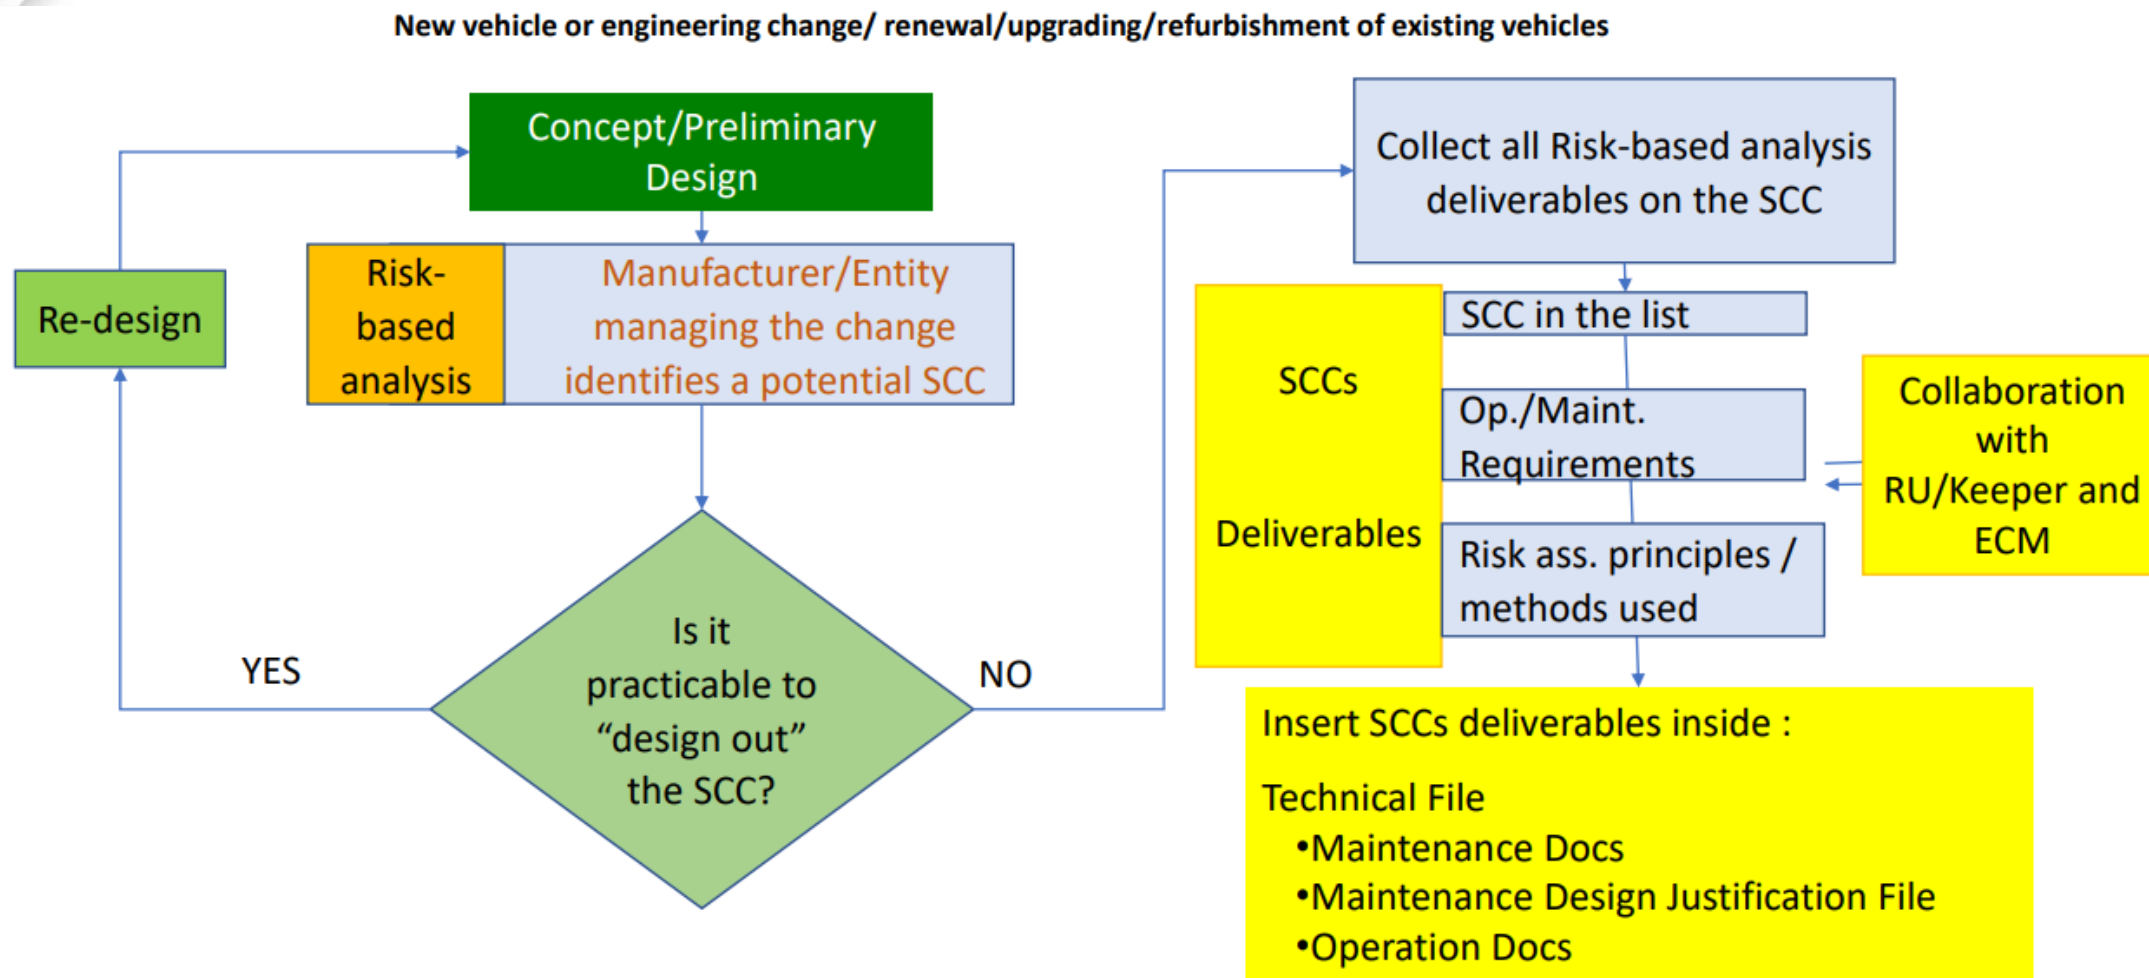 New vehicle or engineering change/ renewal/upgrading/refurbishment of existing vehicles
Concept/Preliminary
Design
Risk-
based
analysis
Manufacturer/Entity
managing the change
identifies a potential SCC
Re-design
Is it
practicable to
“design out”
the SCC?
YES
NO
Collect all Risk-based analysis
deliverables on the SCC
SCCs
Deliverables
SCC in the list
Op./Maint.
Requirements
Risk ass. principles /
methods used
Collaboration
with
RU/Keeper and
ECM
Insert SCCs deliverables inside :
Technical File
•Maintenance Docs
•Maintenance Design Justification File
•Operation Docs